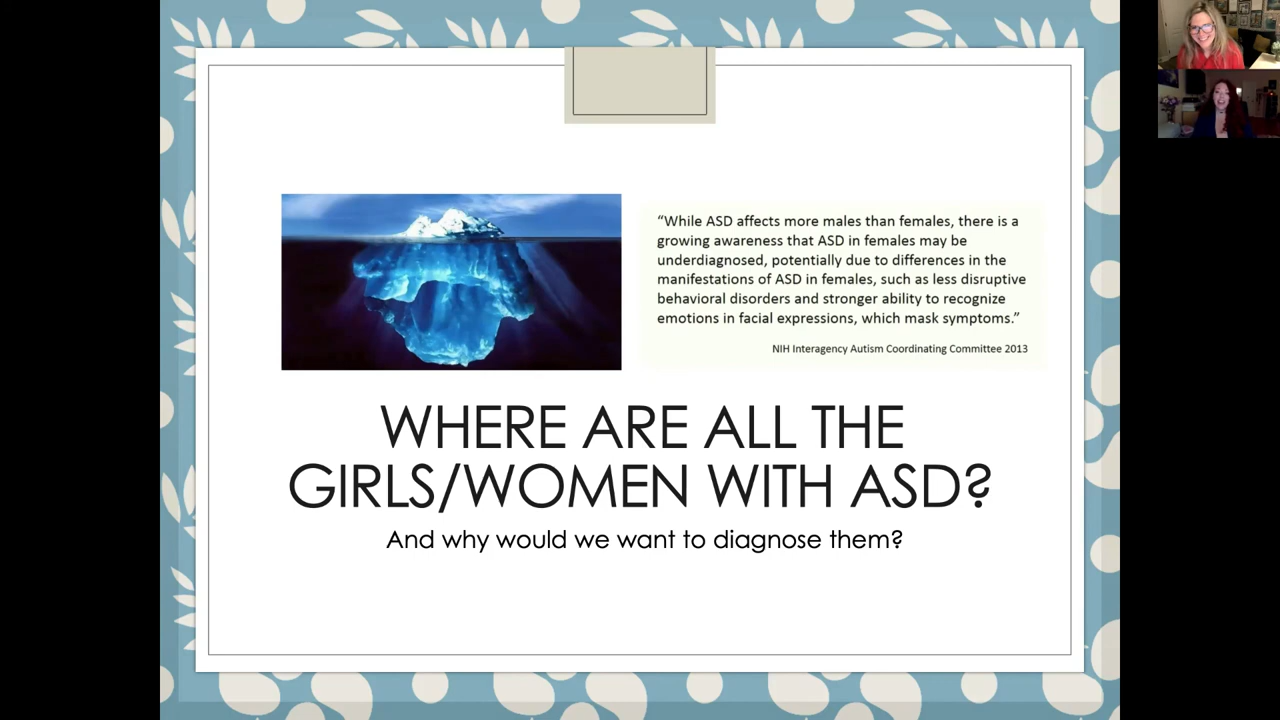 “While ASD affects more males than females, there is a
growing awareness that ASD in females may be
underdiagnosed, potentially due to differences in the
manifestations of ASD in females, such as less disruptive
behavioral disorders and stronger ability to recognize
emotions in facial expressions, which mask symptoms.”
NIH Interagency Autism Coordinating Committee 2013
WHERE ARE ALL THE
GIRLS/WOMEN WITH ASD?
And why would we want to diagnose them?